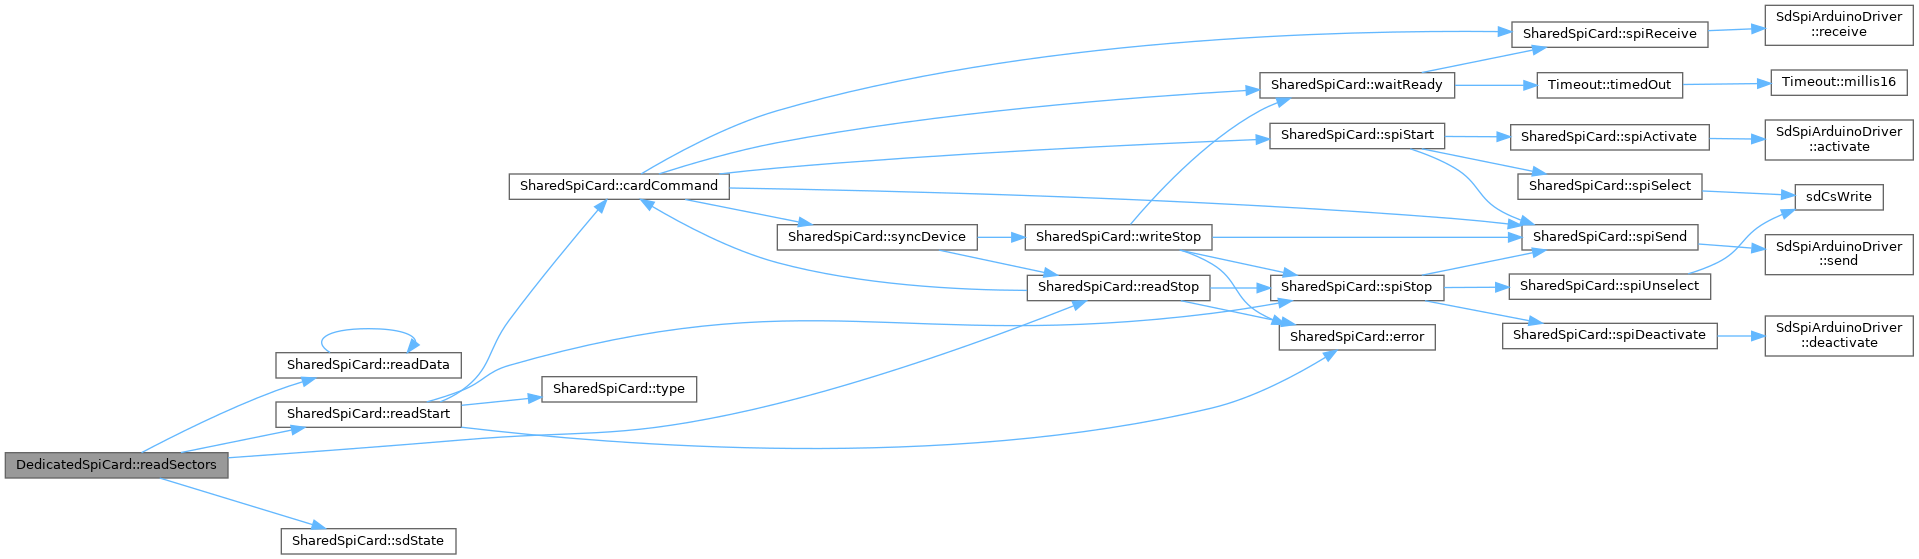 DedicatedSpiCard::readSectors
SharedSpiCard::readData
SharedSpiCard::readStart
SharedSpiCard::sdState
SharedSpiCard::cardCommand
SharedSpiCard::type
SharedSpiCard::syncDevice
SharedSpiCard::writeStop
SharedSpiCard::readStop
SharedSpiCard::waitReady
SharedSpiCard::spiStart
SharedSpiCard::spiStop
SharedSpiCard::error
SharedSpiCard::spiReceive
Timeout::timedOut
SharedSpiCard::spiActivate
SharedSpiCard::spiSelect
SharedSpiCard::spiSend
SharedSpiCard::spiUnselect
SharedSpiCard::spiDeactivate
SdSpiArduinoDriver
::receive
Timeout::millis16
SdSpiArduinoDriver
::activate
sdCsWrite
SdSpiArduinoDriver
::send
SdSpiArduinoDriver
::deactivate